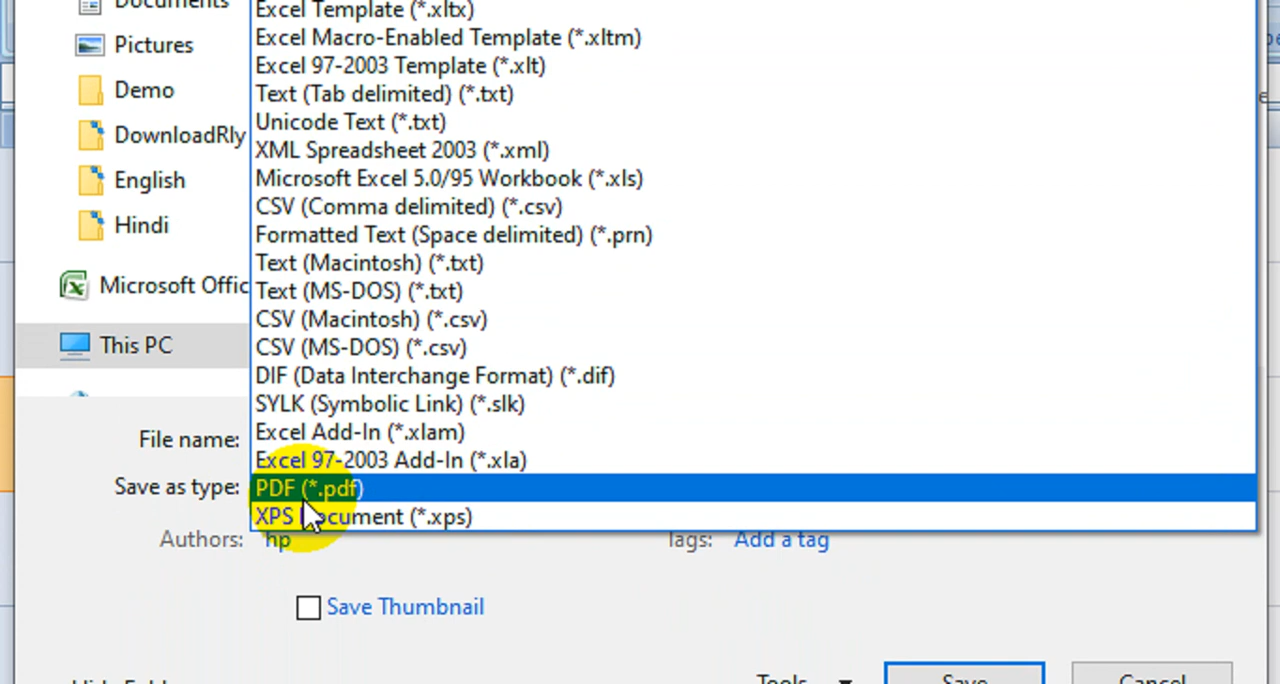 Documents
Pictures
Demo
DownloadRly
English
Hindi
Microsoft Offic
This PC
Excel Template (*.xltx)
Excel Macro-Enabled Template (*.xltm)
Excel 97-2003 Template (*.xlt)
Text (Tab delimited) (*.txt)
Unicode Text (*.txt)
XML Spreadsheet 2003 (*.xml)
Microsoft Excel 5.0/95 Workbook (*.xls)
CSV (Comma delimited) (*.csv)
Formatted Text (Space delimited) (*.prn)
Text (Macintosh) (*.txt)
Text (MS-DOS) (*.txt)
CSV (Macintosh) (*.csv)
CSV (MS-DOS) (*.csv)
DIF (Data Interchange Format) (*.dif)
SYLK (Symbolic Link) (*.slk)
Excel Add-In (*.xlam)
Excel 97-2003 Add-In (*.xla)
PDF (*.pdf)
XPS Document (*.xps)
File name:
Save as type:
Authors: hp
Tags: Add a tag
Save Thumbnail
Tools Save Cancel